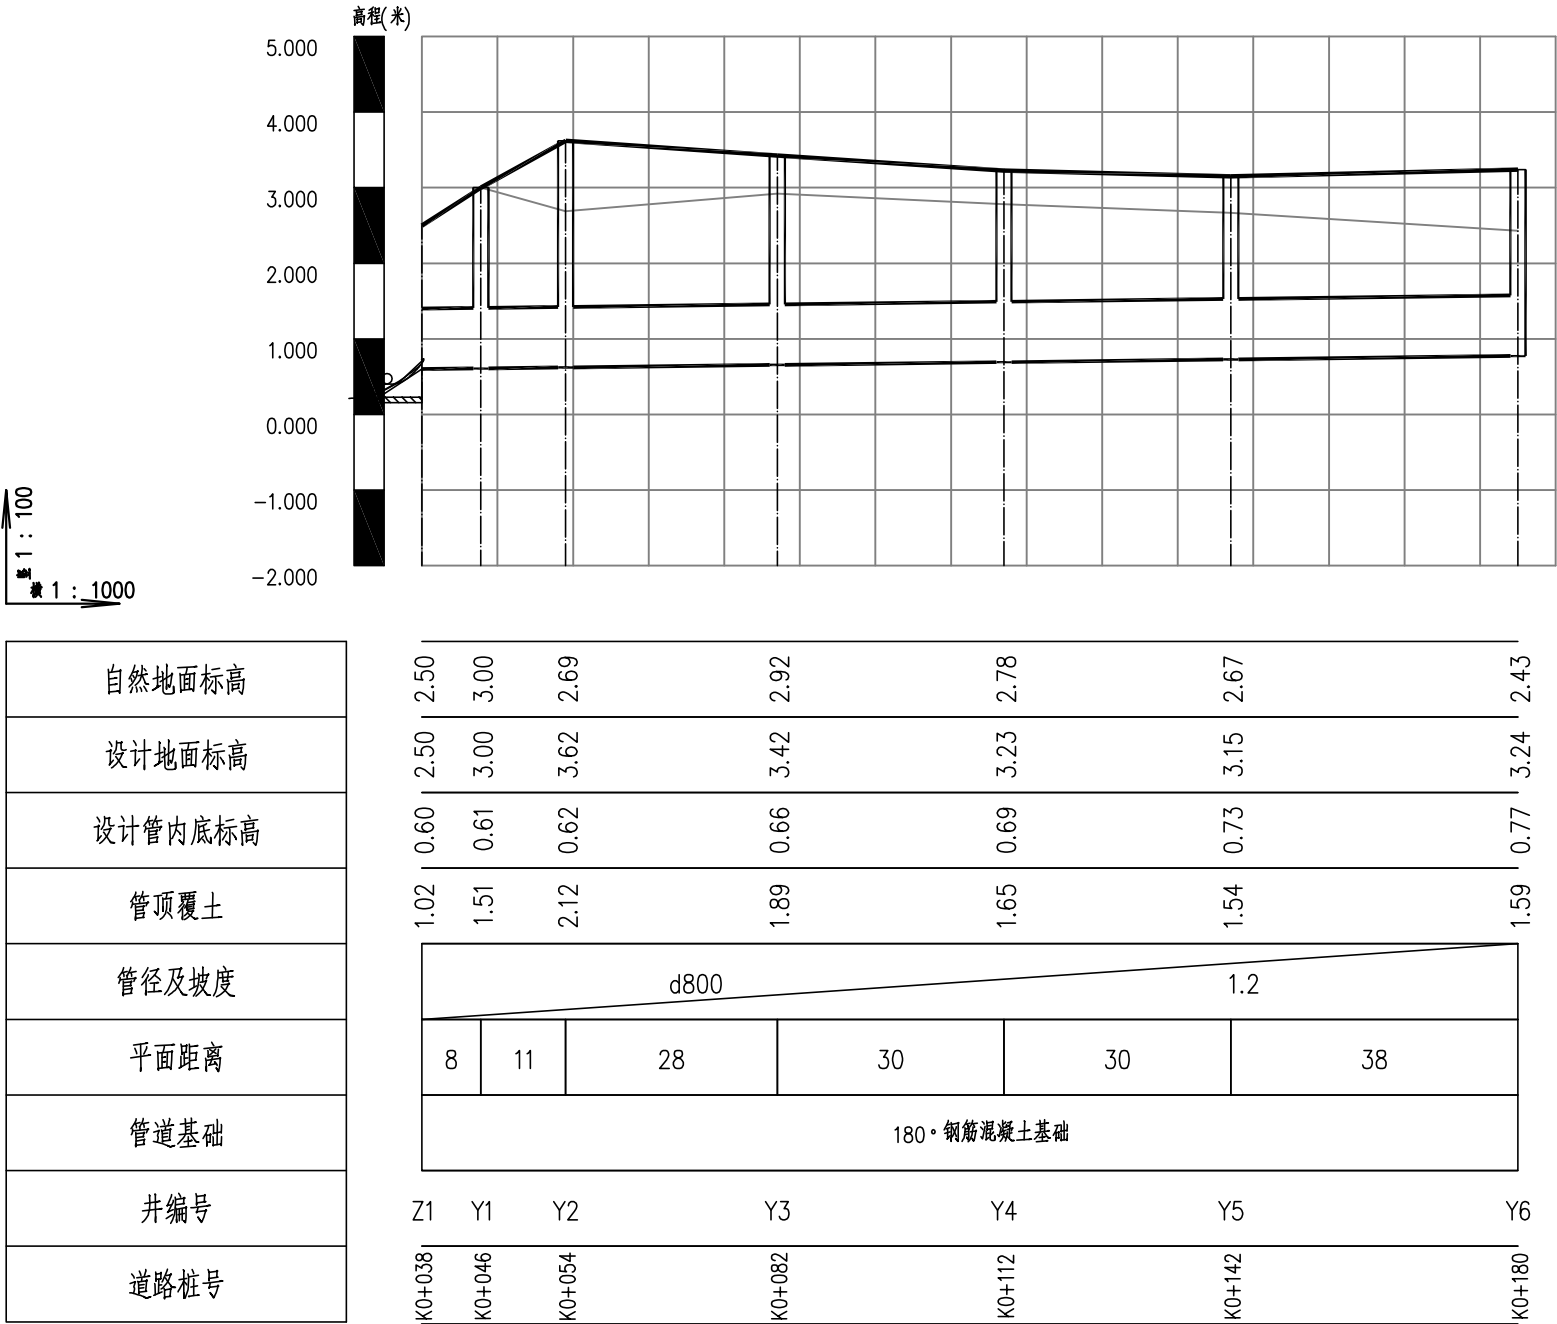 高程(米)
5.000
4.000
3.000
2.000
1.000
0.000
-1.000
-2.000
竖 1 : 100
横 1 : 1000
自然地面标高 2.50 3.00 2.69 2.92 2.78 2.67 2.43
设计地面标高 2.50 3.00 3.62 3.42 3.23 3.15 3.24
设计管内底标高 0.60 0.61 0.62 0.66 0.69 0.73 0.77
管顶覆土 1.02 1.51 2.12 1.89 1.65 1.54 1.59
管径及坡度 d800 1.2
平面距离 8 11 28 30 30 38
管道基础 180°钢筋混凝土基础
井编号 Z1 Y1 Y2 Y3 Y4 Y5 Y6
道路桩号 K0+038 K0+046 K0+054 K0+082 K0+112 K0+142 K0+180